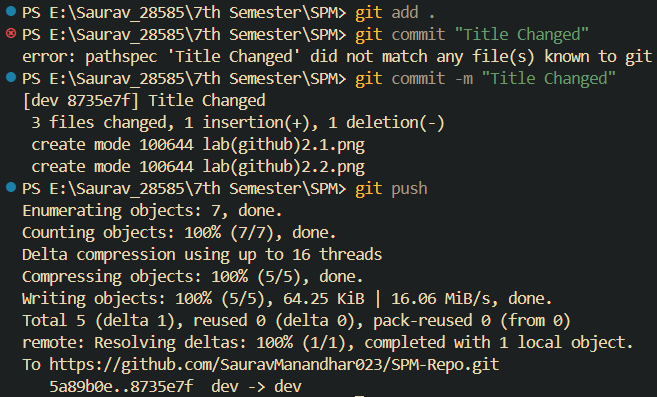 PS E:\Saurav_28585\7th Semester\SPM> git add .
PS E:\Saurav_28585\7th Semester\SPM> git commit "Title Changed"
error: pathspec 'Title Changed' did not match any file(s) known to git
PS E:\Saurav_28585\7th Semester\SPM> git commit -m "Title Changed"
[dev 8735e7f] Title Changed
 3 files changed, 1 insertion(+), 1 deletion(-)
 create mode 100644 lab(github)2.1.png
 create mode 100644 lab(github)2.2.png
PS E:\Saurav_28585\7th Semester\SPM> git push
Enumerating objects: 7, done.
Counting objects: 100% (7/7), done.
Delta compression using up to 16 threads
Compressing objects: 100% (5/5), done.
Writing objects: 100% (5/5), 64.25 KiB | 16.06 MiB/s, done.
Total 5 (delta 1), reused 0 (delta 0), pack-reused 0 (from 0)
remote: Resolving deltas: 100% (1/1), completed with 1 local object.
To https://github.com/SauravManandhar023/SPM-Repo.git
   5a89b0e..8735e7f  dev -> dev